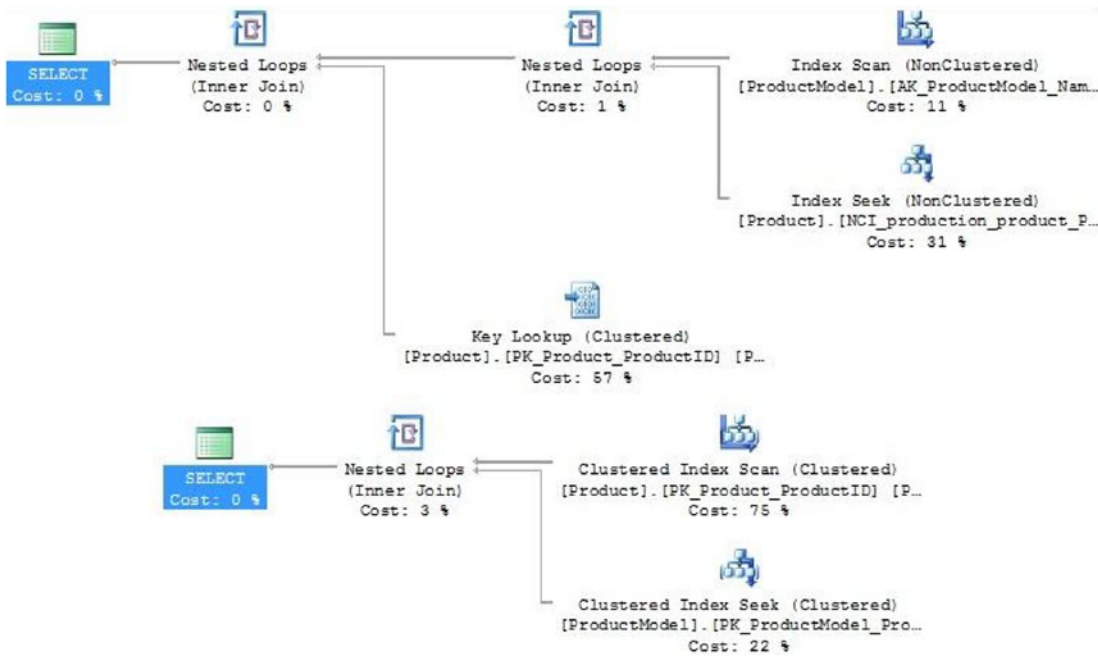 SELECT
Cost: 0 %
Nested Loops
(Inner Join)
Cost: 0 %
Nested Loops
(Inner Join)
Cost: 1 %
Index Scan (NonClustered)
[ProductModel].[AK_ProductModel_Nam…
Cost: 11 %
Index Seek (NonClustered)
[Product].[NCI_production_product_P…
Cost: 31 %
Key Lookup (Clustered)
[Product].[PK_Product_ProductID] [P…
Cost: 57 %
SELECT
Cost: 0 %
Nested Loops
(Inner Join)
Cost: 3 %
Clustered Index Scan (Clustered)
[Product].[PK_Product_ProductID] [P…
Cost: 75 %
Clustered Index Seek (Clustered)
[ProductModel].[PK_ProductModel_Pro…
Cost: 22 %